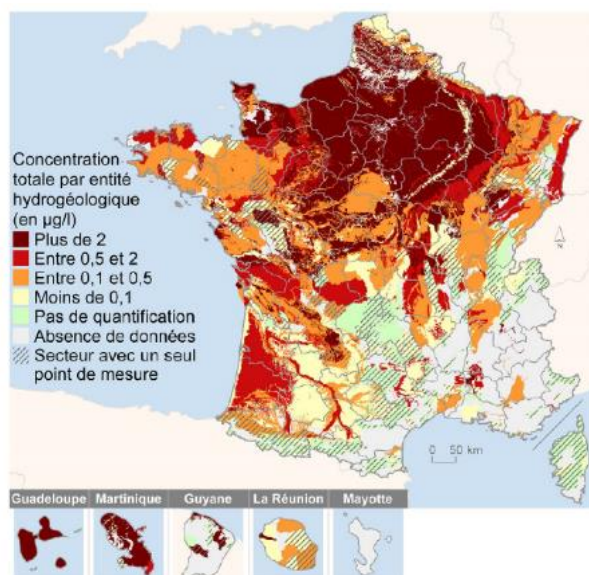 Concentration
totale par entité
hydrogéologique
(en µg/l)
Plus de 2
Entre 0,5 et 2
Entre 0,1 et 0,5
Moins de 0,1
Pas de quantification
Absence de données
Secteur avec un seul
point de mesure
N
0 50 km
Guadeloupe Martinique Guyane La Réunion Mayotte